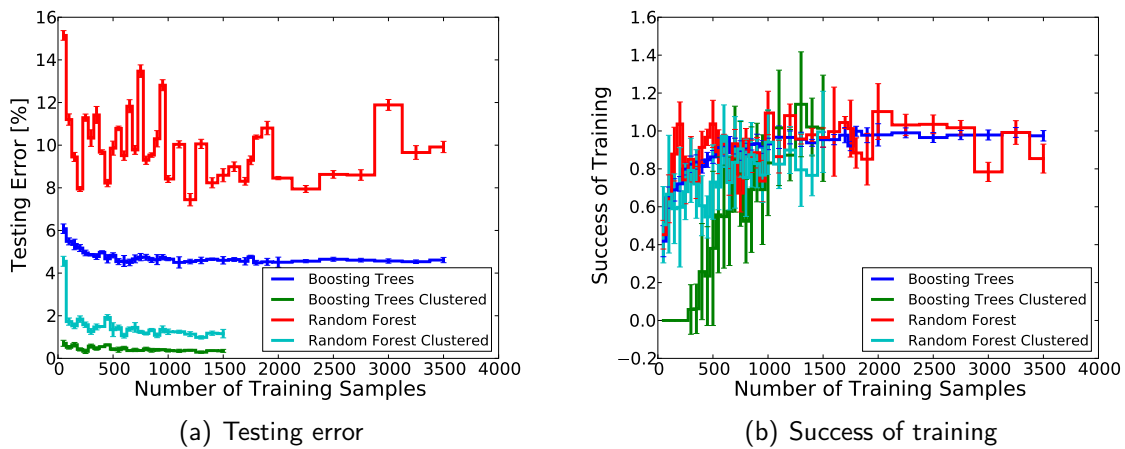 16
14
12
10
8
6
4
2
0
Testing Error [%]
0 500 1000 1500 2000 2500 3000 3500 4000
Number of Training Samples
Boosting Trees
Boosting Trees Clustered
Random Forest
Random Forest Clustered
(a) Testing error
1.6
1.4
1.2
1.0
0.8
0.6
0.4
0.2
0.0
−0.2
Success of Training
0 500 1000 1500 2000 2500 3000 3500 4000
Number of Training Samples
Boosting Trees
Boosting Trees Clustered
Random Forest
Random Forest Clustered
(b) Success of training